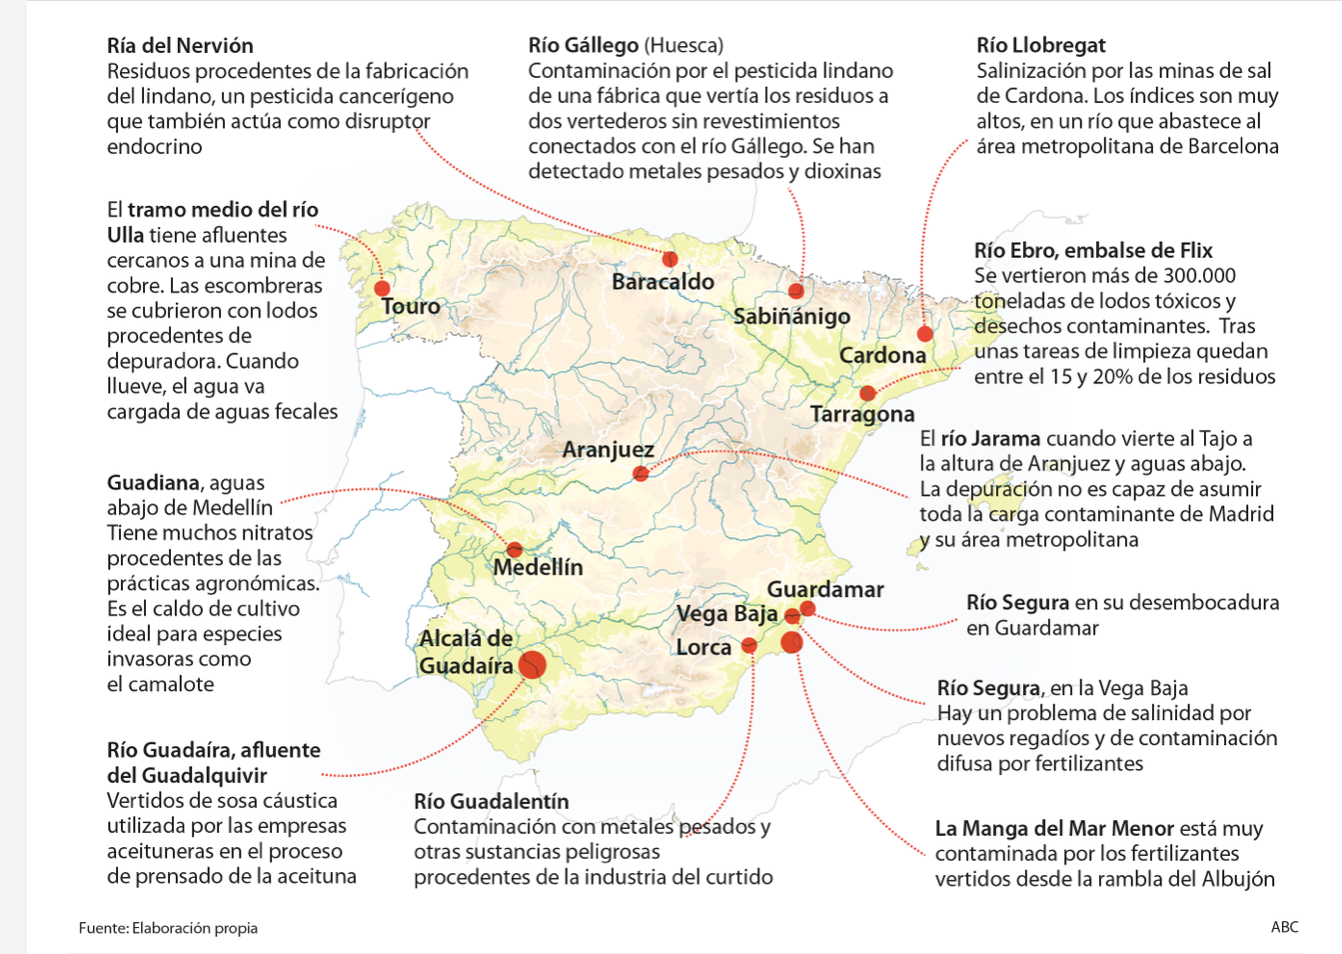 Ría del Nervión
Residuos procedentes de la fabricación
del lindano, un pesticida cancerígeno
que también actúa como disruptor
endocrino
Río Gállego (Huesca)
Contaminación por el pesticida lindano
de una fábrica que vertía los residuos a
dos vertederos sin revestimientos
conectados con el río Gállego. Se han
detectado metales pesados y dioxinas
Río Llobregat
Salinización por las minas de sal
de Cardona. Los índices son muy
altos, en un río que abastece al
área metropolitana de Barcelona
El tramo medio del río
Ulla tiene afluentes
cercanos a una mina de
cobre. Las escombreras
se cubrieron con lodos
procedentes de
depuradora. Cuando
llueve, el agua va
cargada de aguas fecales
Río Ebro, embalse de Flix
Se vertieron más de 300.000
toneladas de lodos tóxicos y
desechos contaminantes. Tras
unas tareas de limpieza quedan
entre el 15 y 20% de los residuos
Baracaldo
Touro
Sabiñánigo
Cardona
Tarragona
Aranjuez
El río Jarama cuando vierte al Tajo a
la altura de Aranjuez y aguas abajo.
La depuración no es capaz de asumir
toda la carga contaminante de Madrid
y su área metropolitana
Guadiana, aguas
abajo de Medellín
Tiene muchos nitratos
procedentes de las
prácticas agronómicas.
Es el caldo de cultivo
ideal para especies
invasoras como
el camalote
Medellín
Guardamar
Vega Baja
Lorca
Alcalá de
Guadaíra
Río Segura en su desembocadura
en Guardamar
Río Segura, en la Vega Baja
Hay un problema de salinidad por
nuevos regadíos y de contaminación
difusa por fertilizantes
Río Guadaíra, afluente
del Guadalquivir
Vertidos de sosa cáustica
utilizada por las empresas
aceituneras en el proceso
de prensado de la aceituna
Río Guadalentín
Contaminación con metales pesados y
otras sustancias peligrosas
procedentes de la industria del curtido
La Manga del Mar Menor está muy
contaminada por los fertilizantes
vertidos desde la rambla del Albujón
Fuente: Elaboración propia
ABC